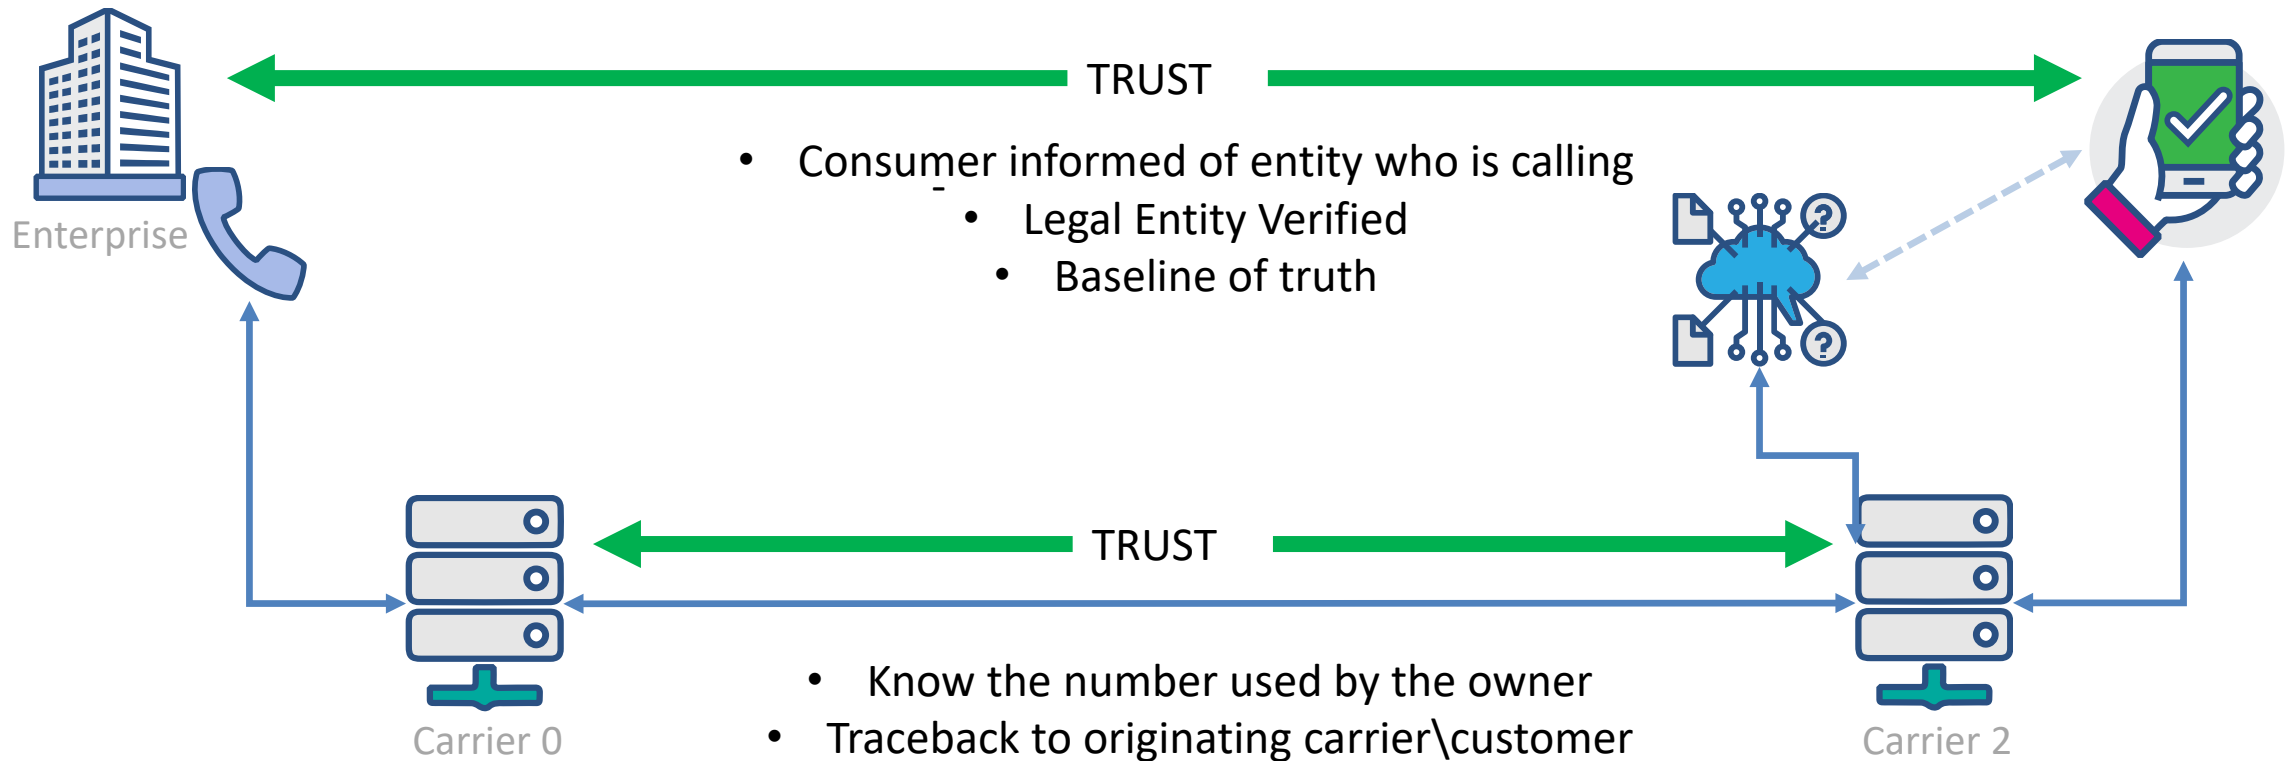 TRUST
• Consumer informed of entity who is calling
-
• Legal Entity Verified
Enterprise
• Baseline of truth
?
?
TRUST
• Know the number used by the owner
• Traceback to originating carrier\customer
Carrier 0
Carrier 2